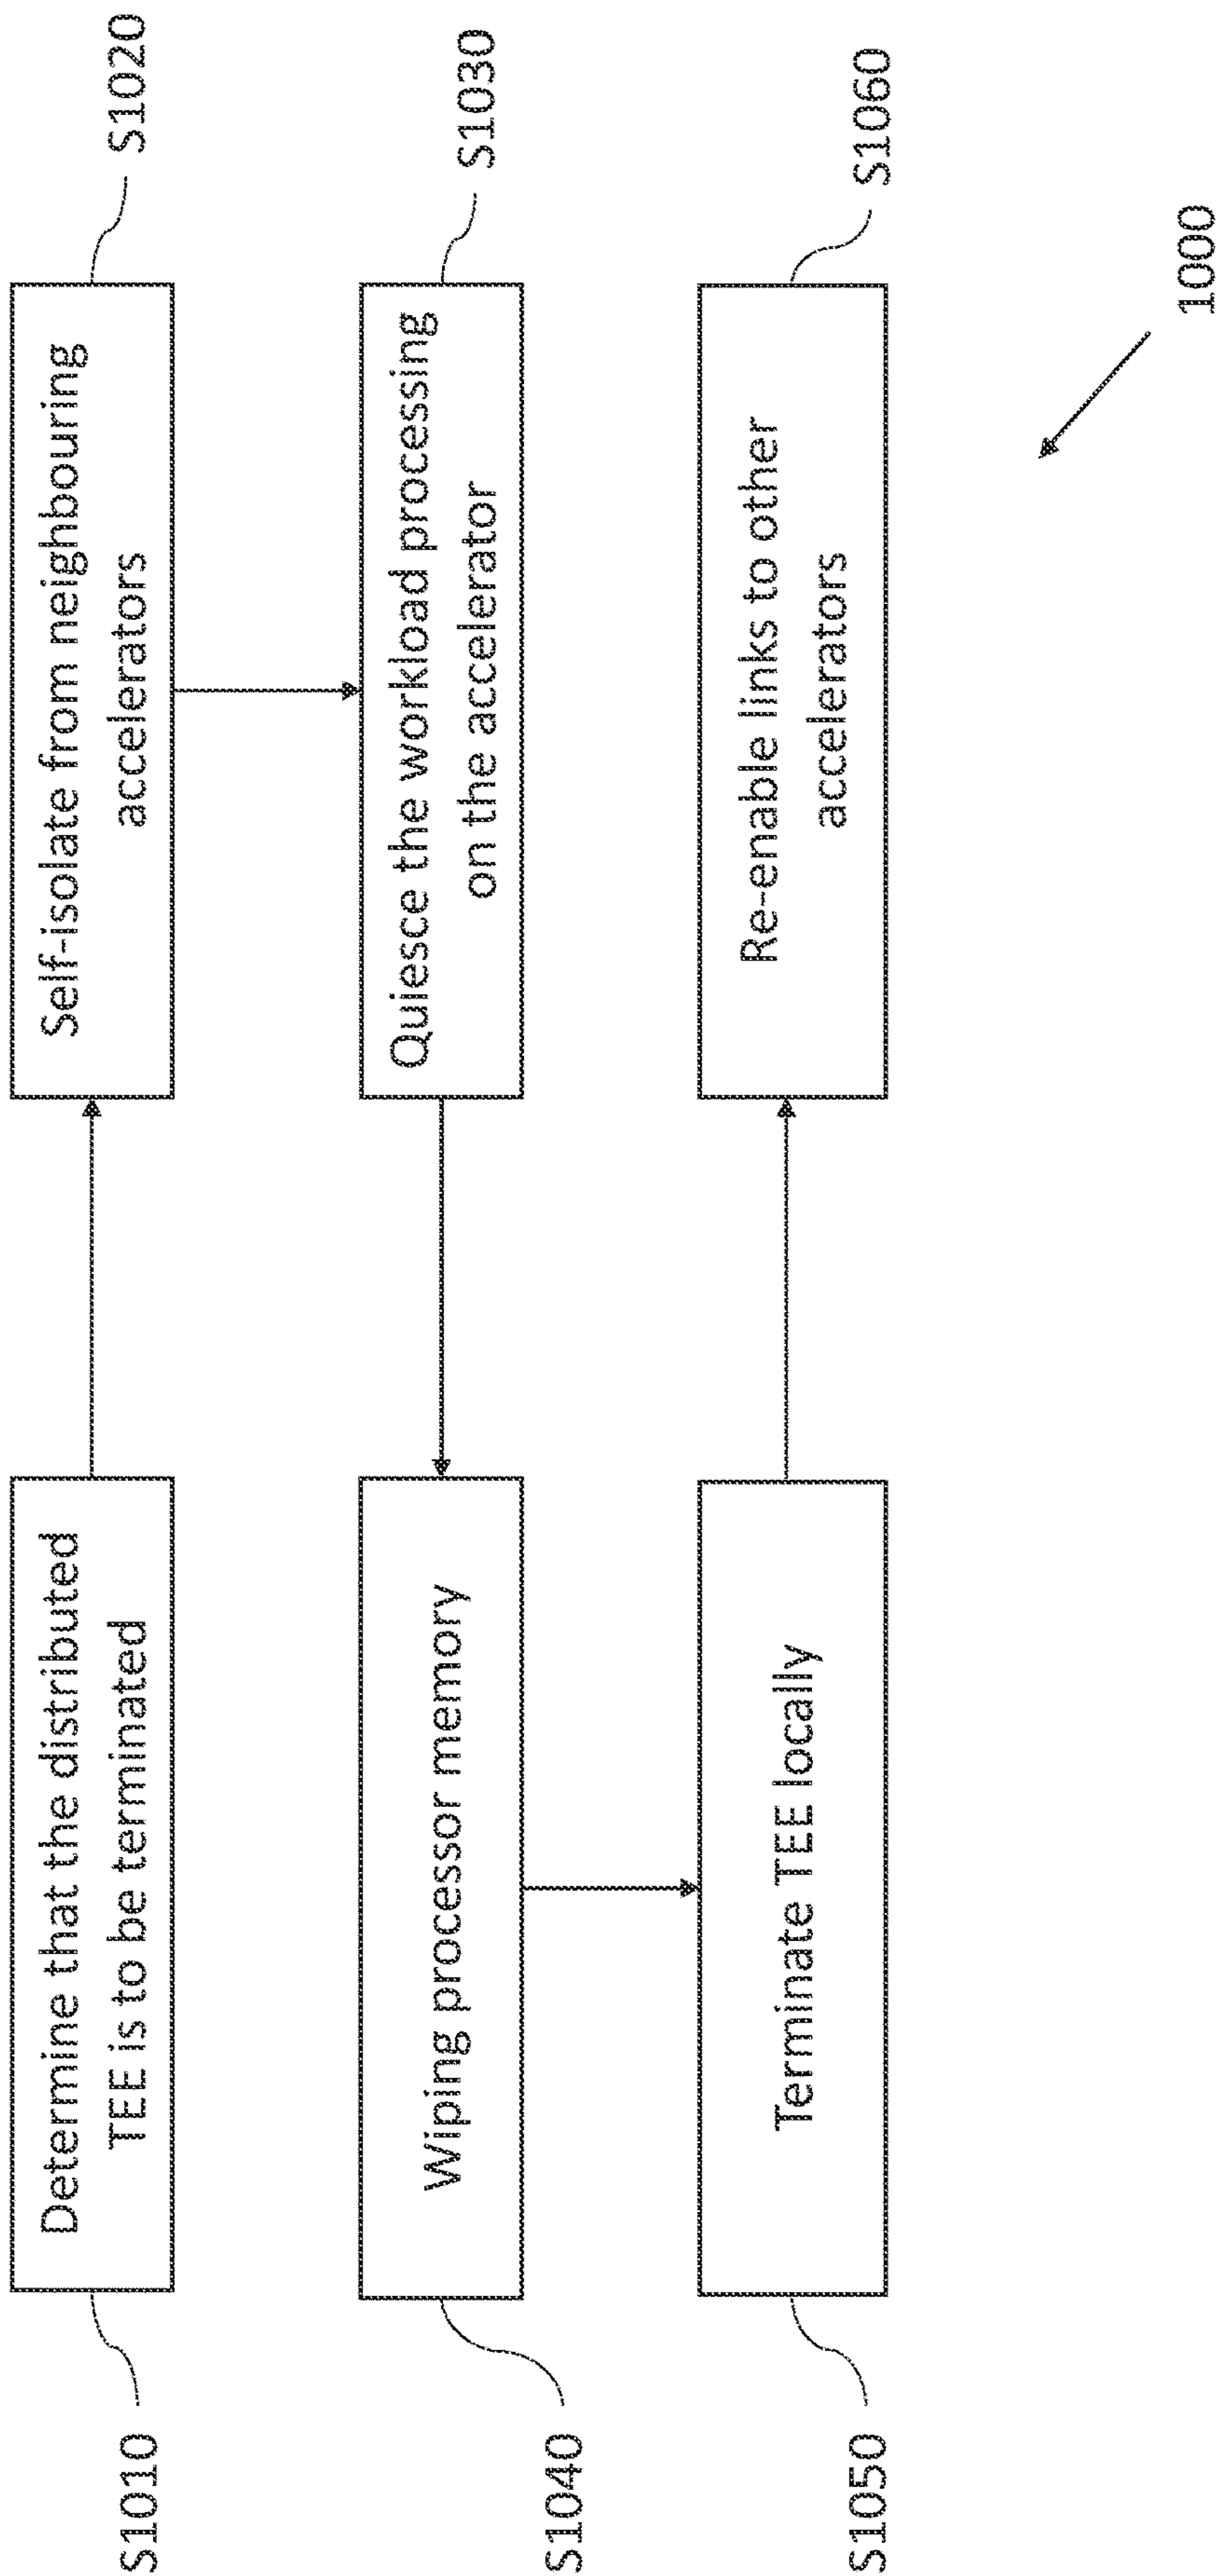 S1010
Determine that the distributed
TEE is to be terminated
Self-isolate from neighbouring
accelerators
S1020
Quiesce the workload processing
on the accelerator
S1030
S1040
Wiping processor memory
S1050
Terminate TEE locally
Re-enable links to other
accelerators
S1060
1000